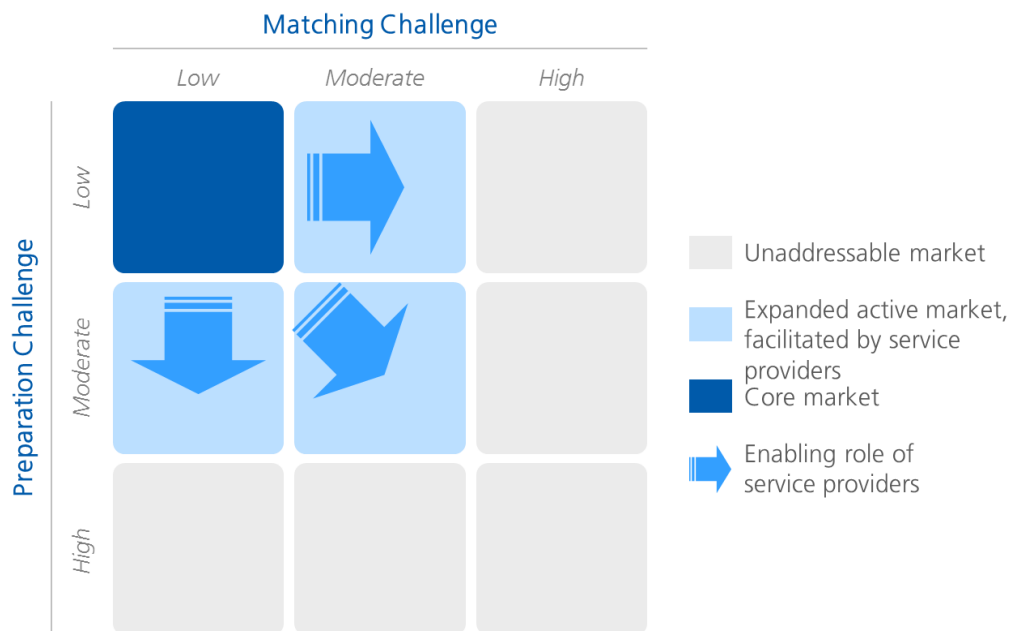 Matching Challenge
Low
Moderate
High
Preparation Challenge
Low
Moderate
High
Unaddressable market
Expanded active market,
facilitated by service
providers
Core market
Enabling role of
service providers